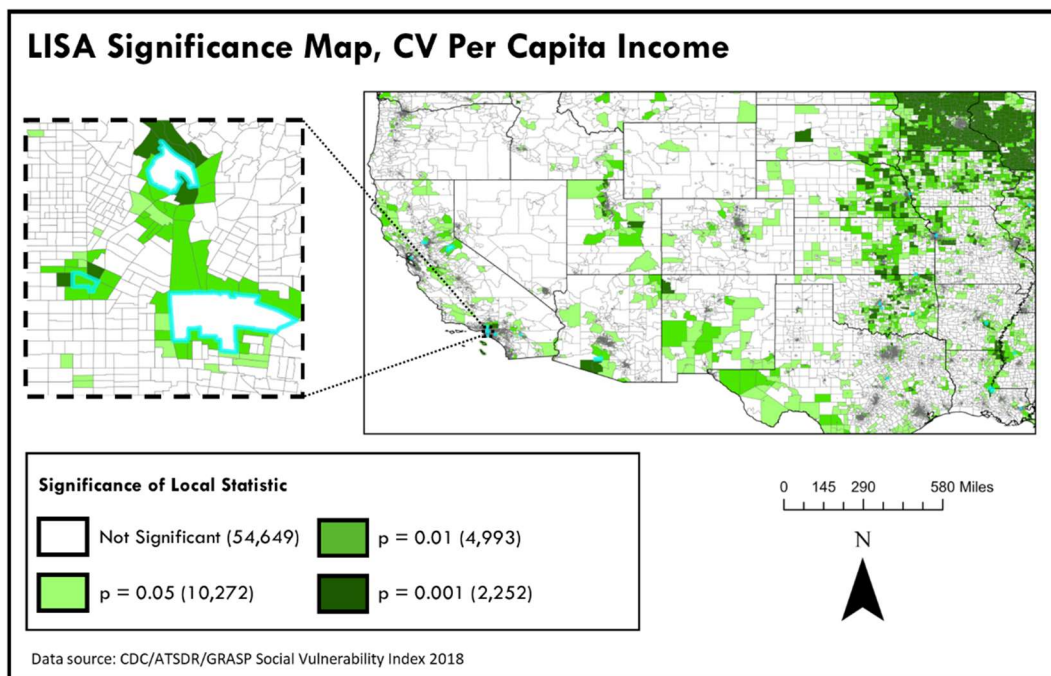 LISA Significance Map, CV Per Capita Income
Significance of Local Statistic
Not Significant (54,649)
p = 0.01 (4,993)
p = 0.05 (10,272)
p = 0.001 (2,252)
0 145 290 580 Miles
N
Data source: CDC/ATSDR/GRASP Social Vulnerability Index 2018